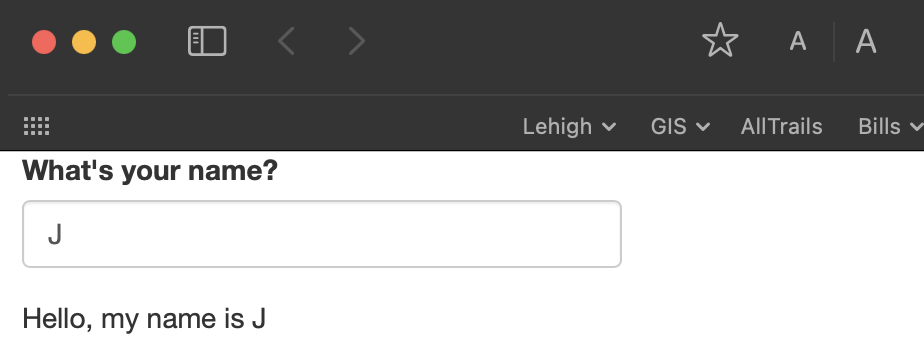 A A
Lehigh GIS AllTrails Bills
What's your name?
J
Hello, my name is J